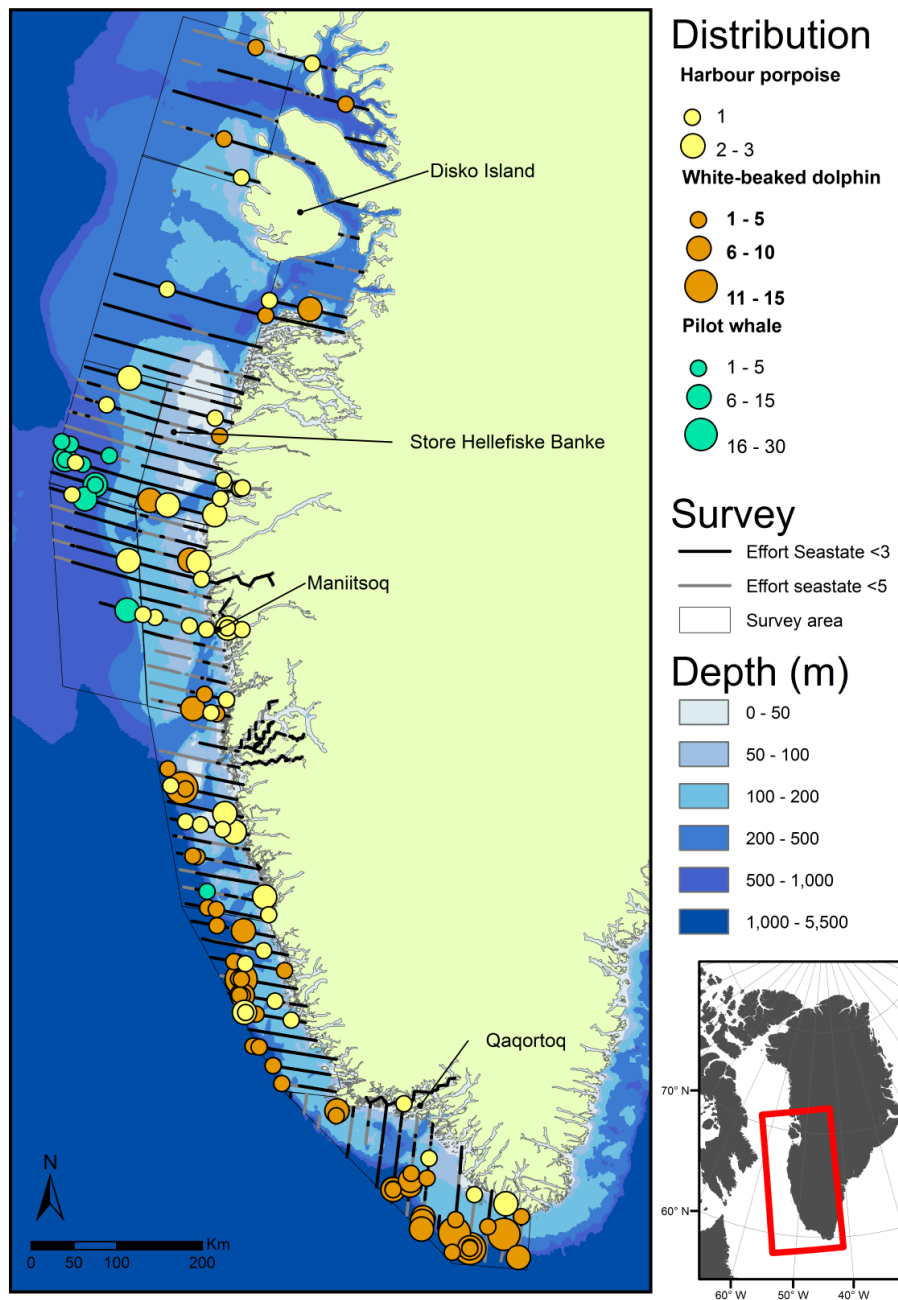 Disko Island
Store Hellefiske Banke
Maniitsoq
Qaqortoq
N
Km
0 50 100 200
Distribution
Harbour porpoise
1
2 - 3
White-beaked dolphin
1 - 5
6 - 10
11 - 15
Pilot whale
1 - 5
6 - 15
16 - 30
Survey
Effort Seastate <3
Effort seastate <5
Survey area
Depth (m)
0 - 50
50 - 100
100 - 200
200 - 500
500 - 1,000
1,000 - 5,500
70° N
60° N
60° W 50° W 40° W